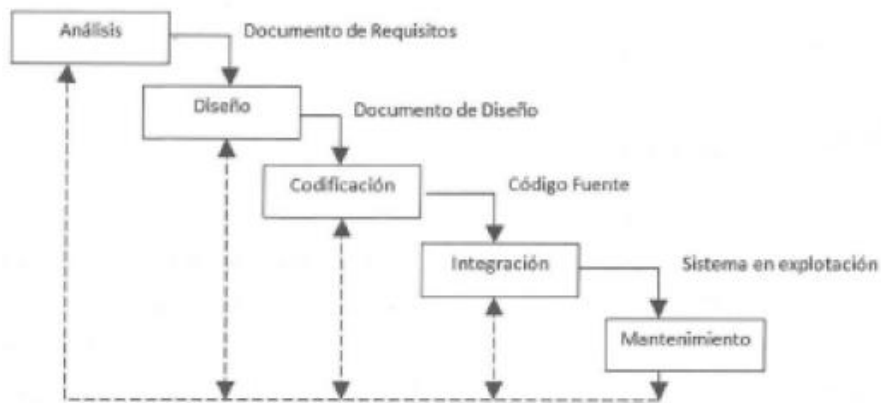 Análisis
Documento de Requisitos
Diseño
Documento de Diseño
Codificación
Código Fuente
Integración
Sistema en explotación
Mantenimiento